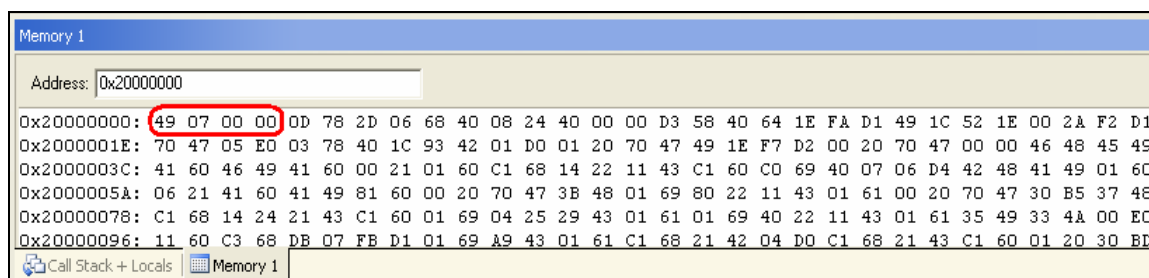 Memory 1
Address: 0x20000000
0x20000000: 49 07 00 00 0D 78 2D 06 68 40 08 24 40 00 00 D3 58 40 64 1E FA D1 49 1C 52 1E 00 2A F2 D1
0x2000001E: 70 47 05 E0 03 78 40 1C 93 42 01 D0 01 20 70 47 49 1E F7 D2 00 20 70 47 00 00 46 48 45 49
0x2000003C: 41 60 46 49 41 60 00 21 01 60 C1 68 14 22 11 43 C1 60 C0 69 40 07 06 D4 42 48 41 49 01 60
0x2000005A: 06 21 41 60 41 49 81 60 00 20 70 47 3B 48 01 69 80 22 11 43 01 61 00 20 70 47 30 B5 37 48
0x20000078: C1 68 14 24 21 43 C1 60 01 69 04 25 29 43 01 61 01 69 40 22 11 43 01 61 35 49 33 4A 00 E0
0x20000096: 11 60 C3 68 DB 07 FB D1 01 69 A9 43 01 61 C1 68 21 42 04 D0 C1 68 21 43 C1 60 01 20 30 BD
Call Stack + Locals Memory 1